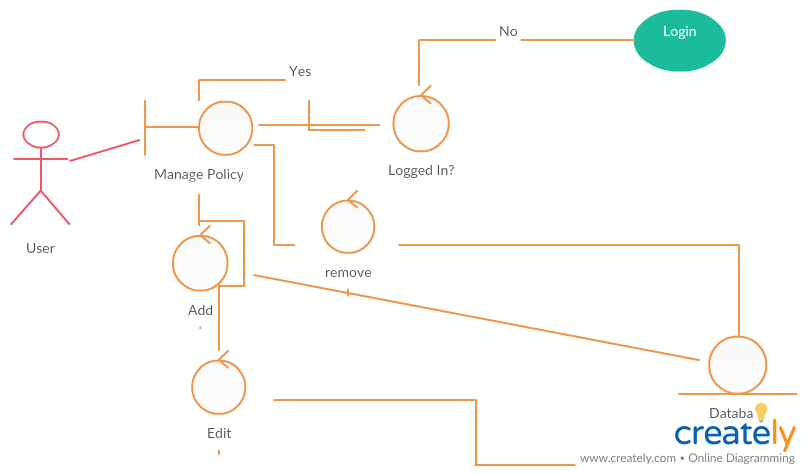 No
Login
Yes
Manage Policy
Logged In?
User
remove
Add
Edit
Databa
creately
www.creately.com • Online Diagramming